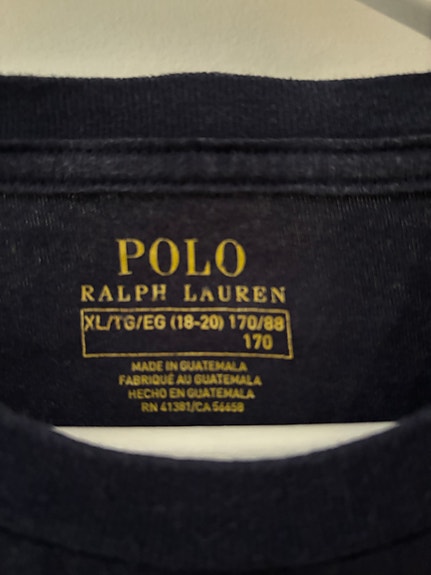 POLO
RALPH LAUREN
XL/TG/EG (18-20) 170/88
170
MADE IN GUATEMALA
FABRIQUÉ AU GUATEMALA
HECHO EN GUATEMALA
RN 41381/CA 56658